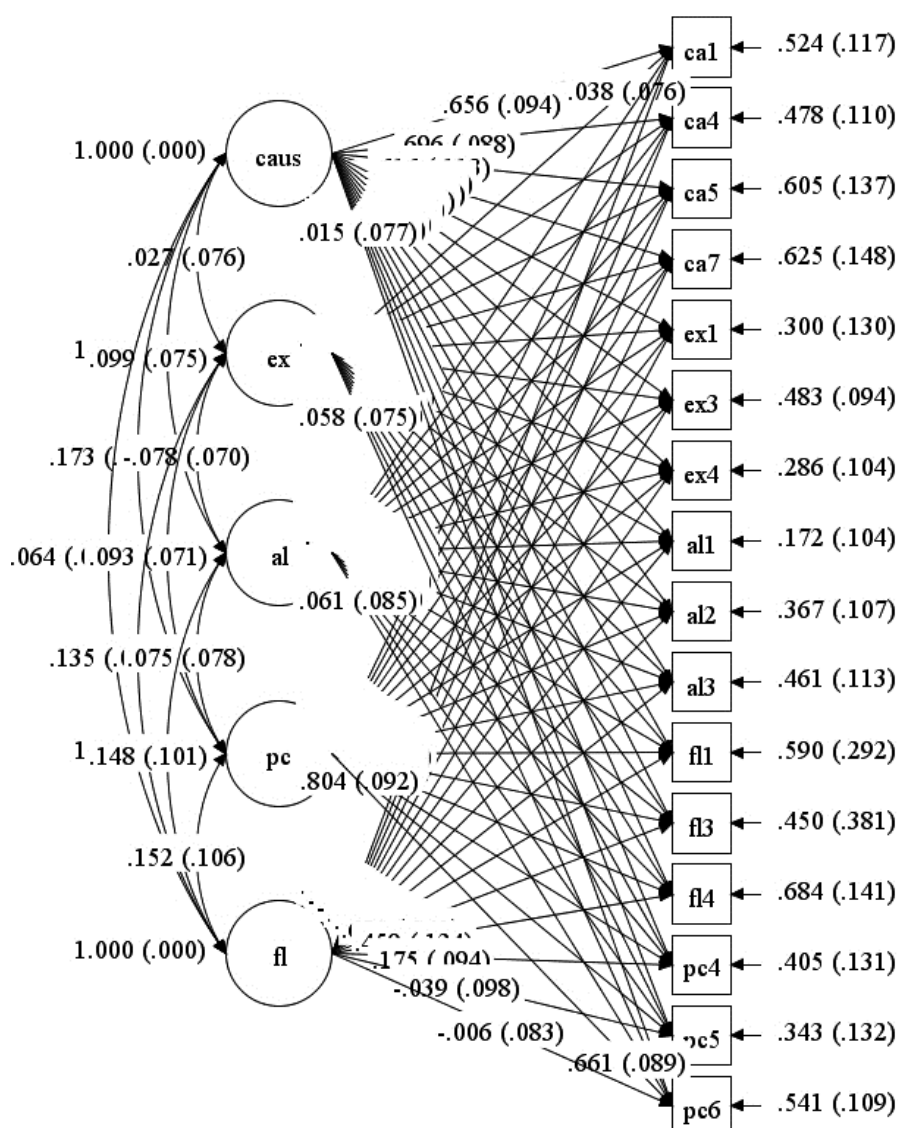 ca1
.524 (.117)
.038 (.076)
.656 (.094)
ca4
.478 (.110)
.696 (.088)
1.000 (.000)
caus
ca5
.605 (.137)
.015 (.077)
.027 (.076)
ca7
.625 (.148)
ex1
.300 (.130)
1
.099 (.075)
ex
ex3
.483 (.094)
.058 (.075)
.173 (
-.078 (.070)
ex4
.286 (.104)
al1
.172 (.104)
.064 (
.093 (.071)
al
.061 (.085)
al2
.367 (.107)
.135 (
.075 (.078)
al3
.461 (.113)
1
.148 (.101)
pc
fl1
.590 (.292)
.804 (.092)
fl3
.450 (.381)
.152 (.106)
fl4
.684 (.141)
1.000 (.000)
fl
.175 (.094)
pc4
.405 (.131)
-.039 (.098)
-.006 (.083)
pc5
.343 (.132)
.661 (.089)
pc6
.541 (.109)